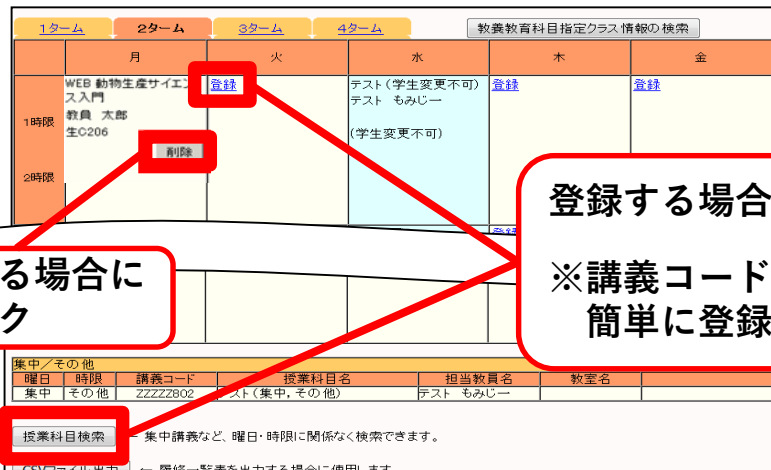 1ターム 2ターム 3ターム 4ターム 教養教育科目指定クラス情報の検索
月 火 水 木 金
1時限
WEB 動物生産サイエン
ス入門
教員 太郎
生C206
削除
登録
テスト(学生変更不可)
テスト もみじー
(学生変更不可)
登録
登録
2時限
る場合に
ク
登録する場合
※講義コード
簡単に登録
集中/その他
曜日 時限 講義コード 授業科目名 担当教員名 教室名
集中 その他 ZZZZZ802 テスト(集中,その他) テスト もみじー
授業科目検索 ← 集中講義など、曜日・時限に関係なく検索できます。